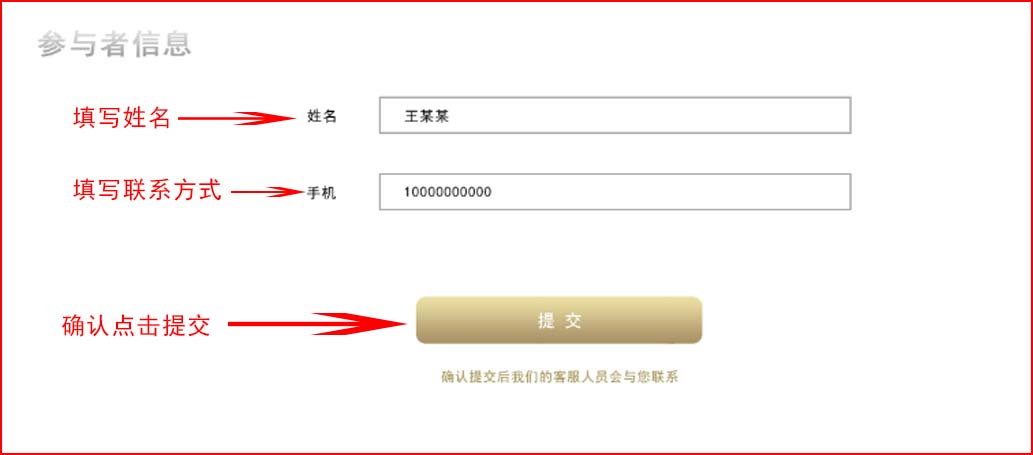 参与者信息
填写姓名 姓名 王某某
填写联系方式 手机 10000000000
确认点击提交 提 交
确认提交后我们的客服人员会与您联系